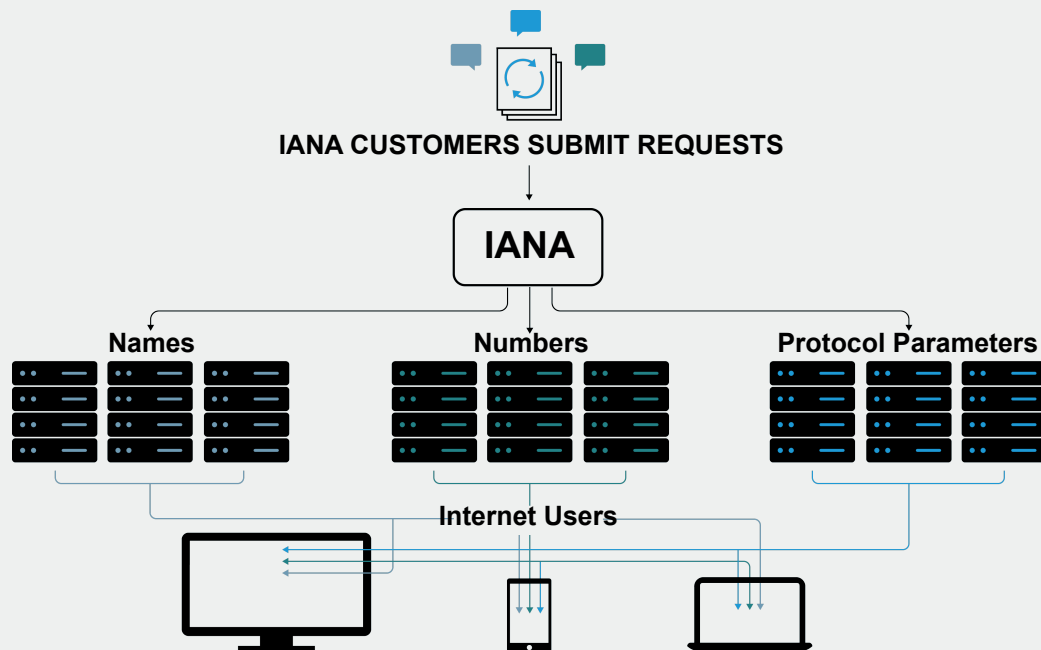 IANA CUSTOMERS SUBMIT REQUESTS
IANA
Names
Numbers
Protocol Parameters
Internet Users